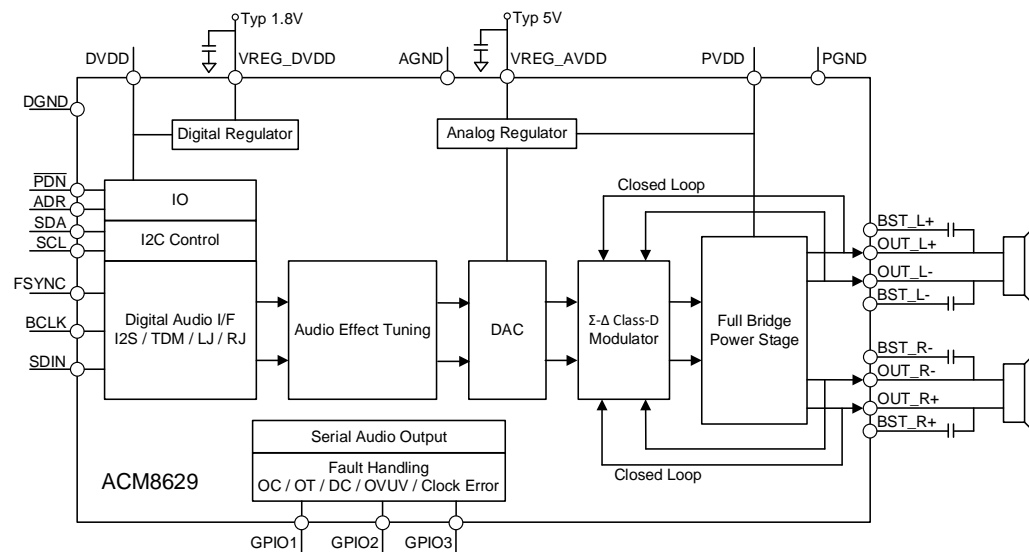 Typ 1.8V
Typ 5V
DVDD
VREG_DVDD
AGND
VREG_AVDD
PVDD
PGND
DGND
Digital Regulator
Analog Regulator
PDN
ADR
SDA
SCL
FSYNC
BCLK
SDIN
IO
I2C Control
Digital Audio I/F
I2S / TDM / LJ / RJ
Audio Effect Tuning
DAC
Closed Loop
Σ-Δ Class-D
Modulator
Full Bridge
Power Stage
Closed Loop
BST_L+
OUT_L+
OUT_L-
BST_L-
BST_R-
OUT_R-
OUT_R+
BST_R+
Serial Audio Output
Fault Handling
OC / OT / DC / OVUV / Clock Error
ACM8629
GPIO1
GPIO2
GPIO3